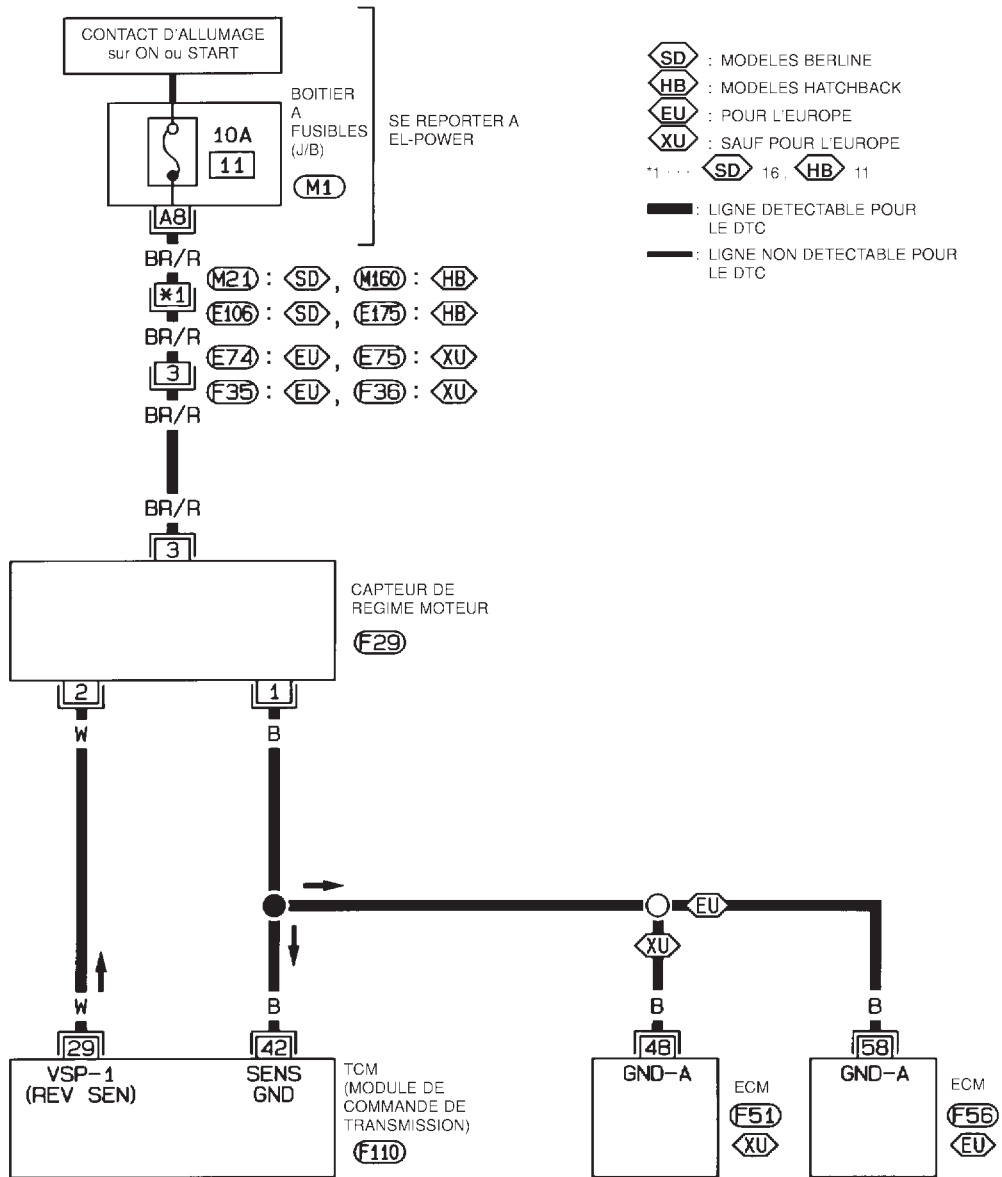 CONTACT D'ALLUMAGE
sur ON ou START
BOITIER
A
FUSIBLES
(J/B)
M1
10A
11
SE REPORTER A
EL-POWER
SD : MODELES BERLINE
HB : MODELES HATCHBACK
EU : POUR L'EUROPE
XU : SAUF POUR L'EUROPE
*1 ··· SD 16, HB 11
: LIGNE DETECTABLE POUR
LE DTC
: LIGNE NON DETECTABLE POUR
LE DTC
A8
BR/R
*1
M21 : SD, M160 : HB
E106 : SD, E175 : HB
BR/R
3
E74 : EU, E75 : XU
F35 : EU, F36 : XU
BR/R
BR/R
3
CAPTEUR DE
REGIME MOTEUR
F29
2
1
W
B
EU
XU
W
B
B
B
29
42
48
58
VSP-1
(REV SEN)
SENS
GND
TCM
(MODULE DE
COMMANDE DE
TRANSMISSION)
F110
GND-A
ECM
F51
XU
GND-A
ECM
F56
EU